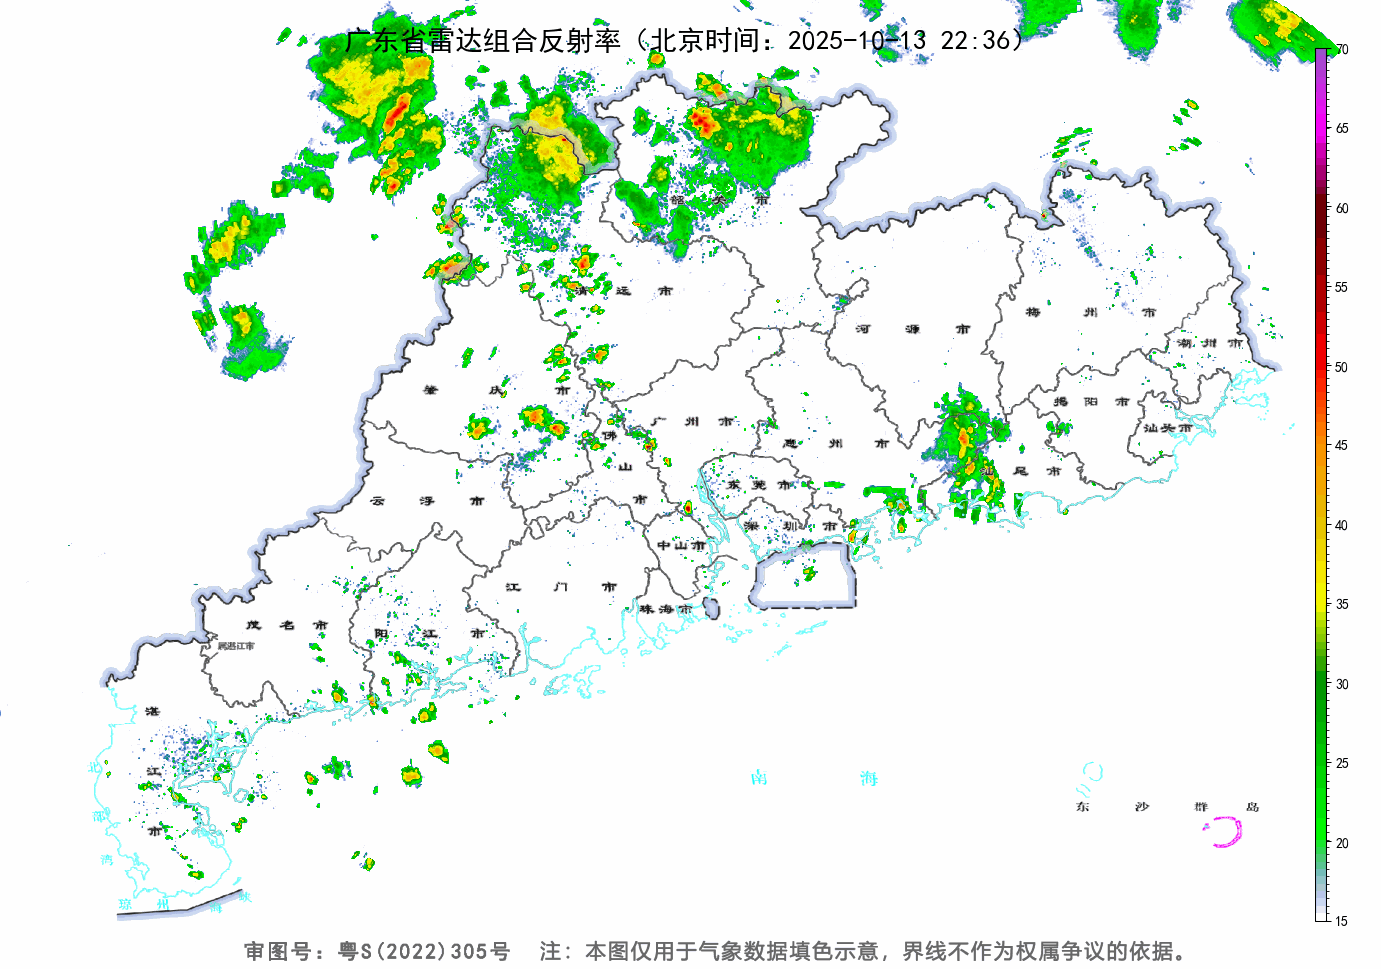 广东省雷达组合反射率（北京时间：2025-10-13 22:36）
70
65
60
55
50
45
40
35
30
25
20
15
韶关市
清远市
河源市
梅州市
潮州市
肇庆市
广州市
惠州市
揭阳市
汕头市
佛山市
汕尾市
云浮市
东莞市
深圳市
中山市
江门市
珠海市
茂名市
阳江市
属湛江市
湛江市
北部湾
南海
东沙群岛
琼州海峡
审图号：粤S(2022)305号 注：本图仅用于气象数据填色示意，界线不作为权属争议的依据。